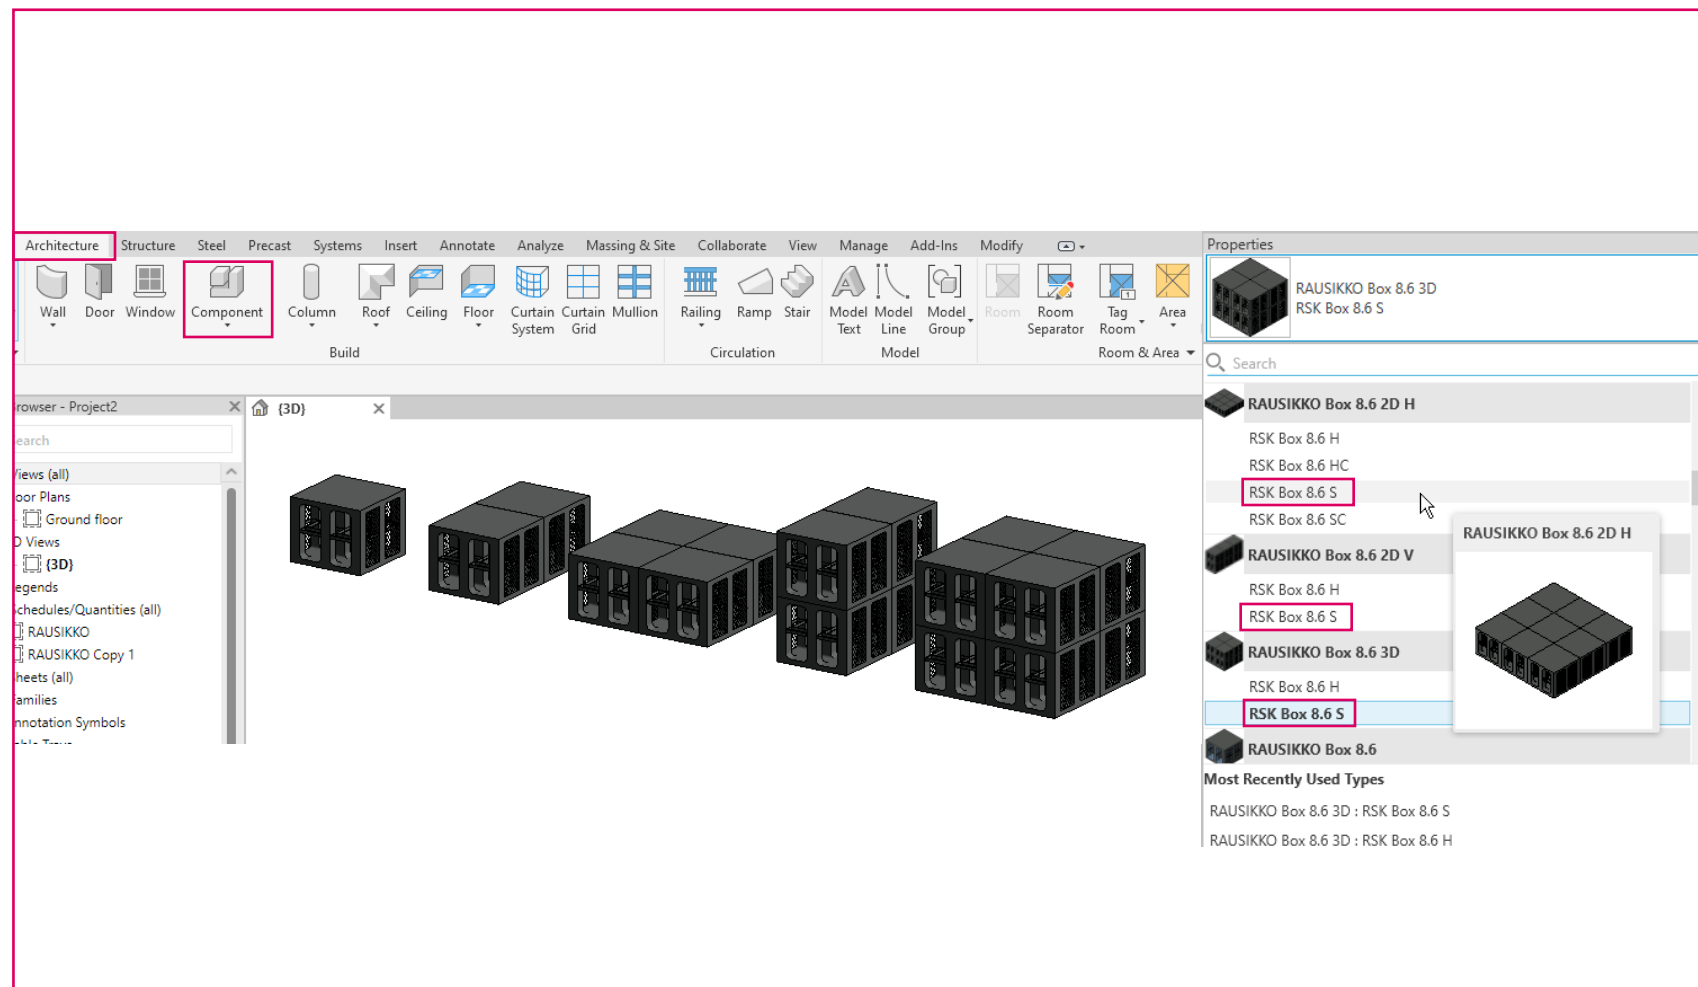 Architecture Structure Steel Precast Systems Insert Annotate Analyze Massing & Site Collaborate View Manage Add-Ins Modify
Wall Door Window Component Column Roof Ceiling Floor Curtain System Curtain Grid Mullion Railing Ramp Stair Model Text Model Line Model Group Room Room Separator Tag Room Area
Build Circulation Model Room & Area
rowser - Project2
earch
iews (all)
oor Plans
Ground floor
D Views
{3D}
egends
chedules/Quantities (all)
RAUSIKKO
RAUSIKKO Copy 1
heets (all)
amilies
nnotation Symbols
{3D}
Properties
RAUSIKKO Box 8.6 3D
RSK Box 8.6 S
Search
RAUSIKKO Box 8.6 2D H
RSK Box 8.6 H
RSK Box 8.6 HC
RSK Box 8.6 S
RSK Box 8.6 SC
RAUSIKKO Box 8.6 2D V
RSK Box 8.6 H
RSK Box 8.6 S
RAUSIKKO Box 8.6 3D
RSK Box 8.6 H
RSK Box 8.6 S
RAUSIKKO Box 8.6
RAUSIKKO Box 8.6 2D H
Most Recently Used Types
RAUSIKKO Box 8.6 3D : RSK Box 8.6 S
RAUSIKKO Box 8.6 3D : RSK Box 8.6 H